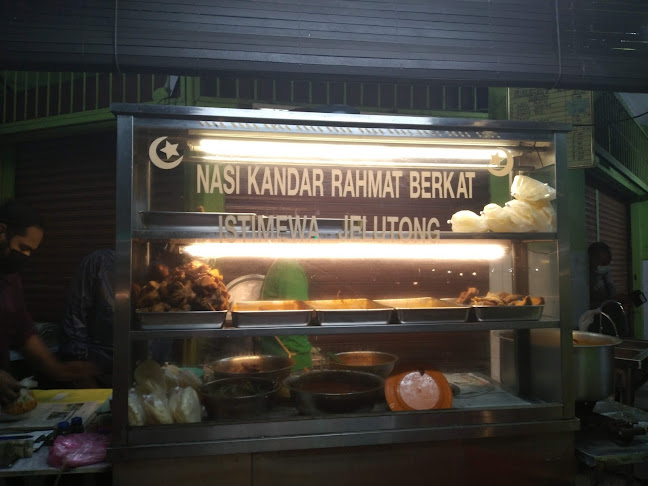 NASI KANDAR RAHMAT BERKAT
ISTIMEWA JELUTONG